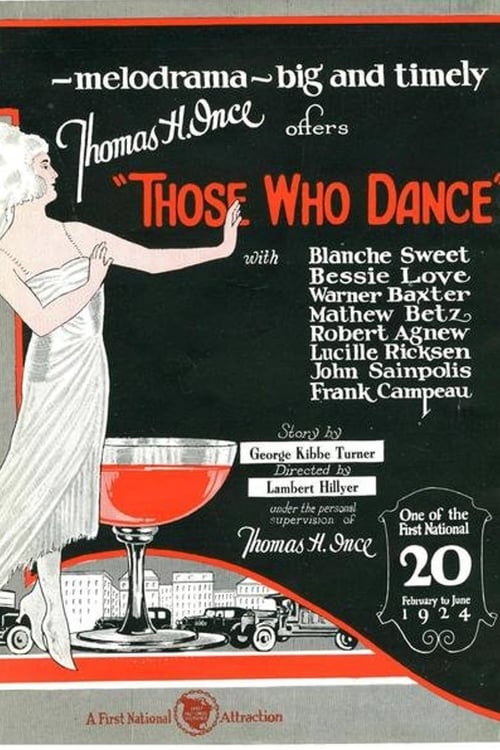 ~melodrama~big and timely
Thomas H. Ince offers
"THOSE WHO DANCE"
with
Blanche Sweet
Bessie Love
Warner Baxter
Mathew Betz
Robert Agnew
Lucille Ricksen
John Sainpolis
Frank Campeau
Story by
George Kibbe Turner
Directed by
Lambert Hillyer
under the personal
supervision of
Thomas H. Ince
One of the
First National
20
February to June
1924
A First National Attraction